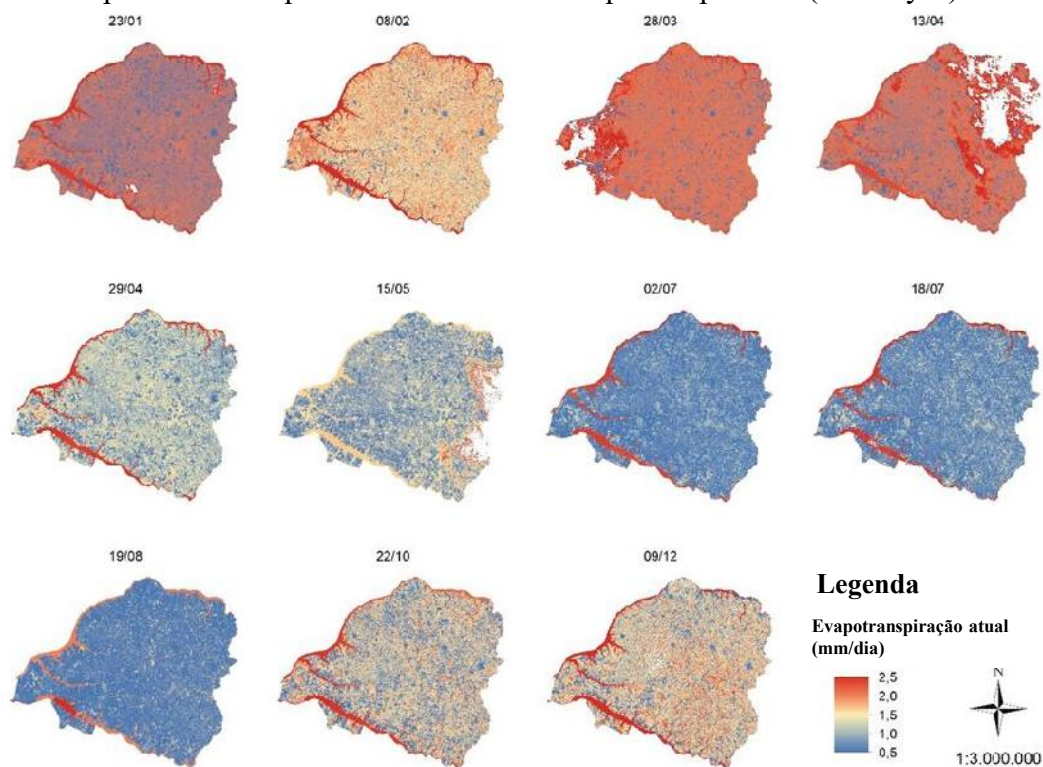 23/01 08/02 28/03 13/04
29/04 15/05 02/07 18/07
19/08 22/10 09/12
Legenda
Evapotranspiração atual
(mm/dia)
2,5
2,0
1,5
1,0
0,5
N
1:3.000.000